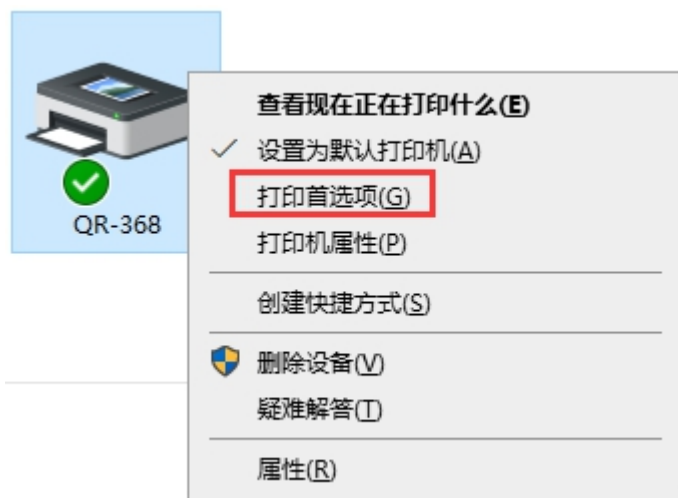 查看现在正在打印什么(E)
设置为默认打印机(A)
打印首选项(G)
QR-368
打印机属性(P)
创建快捷方式(S)
删除设备(V)
疑难解答(T)
属性(R)